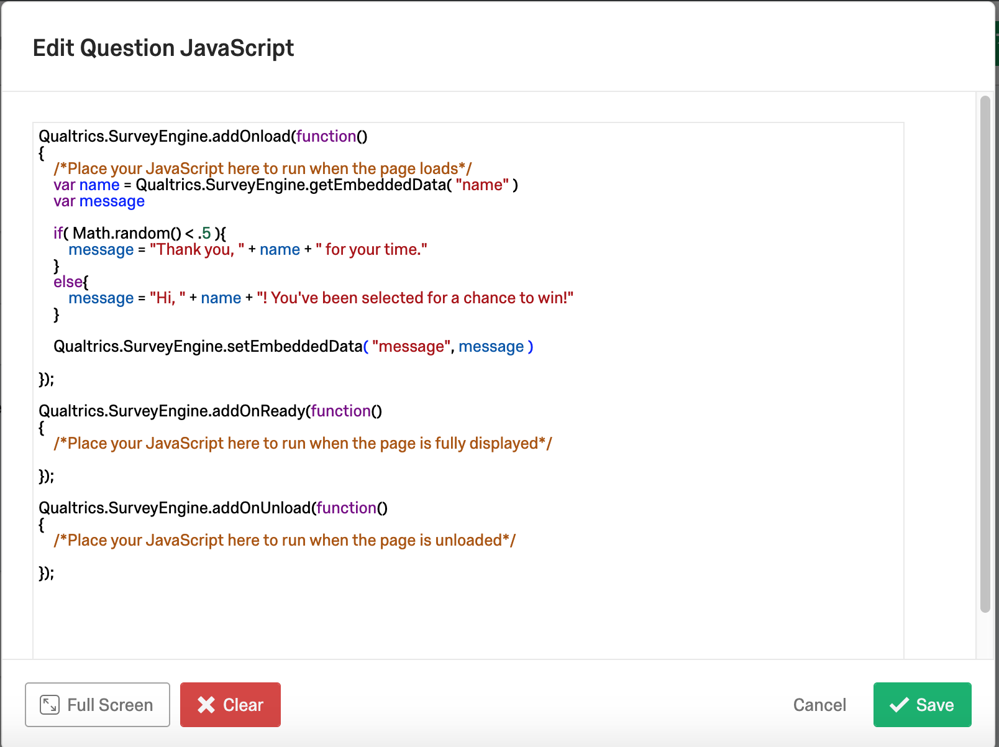 Edit Question JavaScript
Qualtrics.SurveyEngine.addOnload(function()
{
/*Place your JavaScript here to run when the page loads*/
var name = Qualtrics.SurveyEngine.getEmbeddedData( "name" )
var message
if( Math.random() < .5 ){
message = "Thank you, " + name + " for your time."
}
else{
message = "Hi, " + name + "! You've been selected for a chance to win!"
}
Qualtrics.SurveyEngine.setEmbeddedData( "message", message )
});
Qualtrics.SurveyEngine.addOnReady(function()
{
/*Place your JavaScript here to run when the page is fully displayed*/
});
Qualtrics.SurveyEngine.addOnUnload(function()
{
/*Place your JavaScript here to run when the page is unloaded*/
});
Full Screen Clear Cancel Save